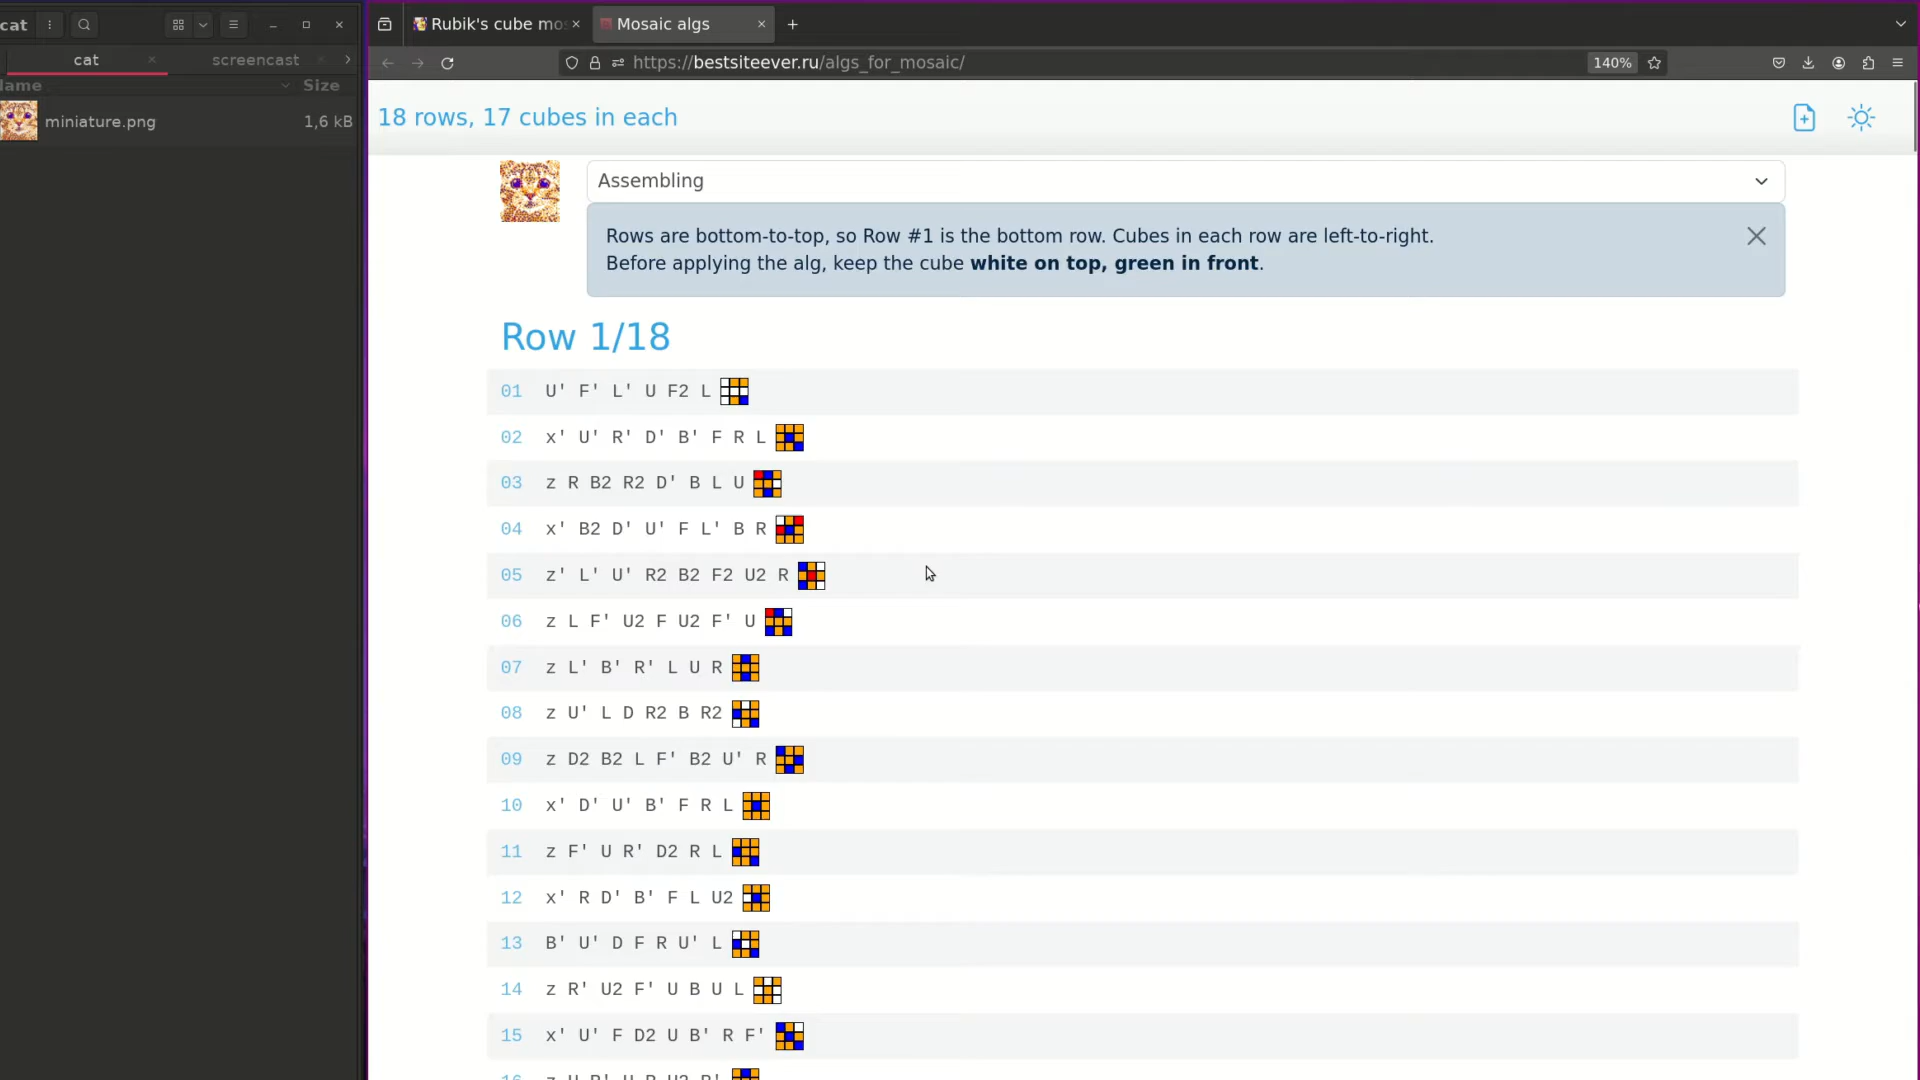 cat
cat
screencast
Name
Size
miniature.png
1,6 kB
Rubik's cube mos
Mosaic algs
https://bestsiteever.ru/algs_for_mosaic/
140%
18 rows, 17 cubes in each
Assembling
Rows are bottom-to-top, so Row #1 is the bottom row. Cubes in each row are left-to-right.
Before applying the alg, keep the cube white on top, green in front.
Row 1/18
01 U' F' L' U F2 L
02 x' U' R' D' B' F R L
03 z R B2 R2 D' B L U
04 x' B2 D' U' F L' B R
05 z' L' U' R2 B2 F2 U2 R
06 z L F' U2 F U2 F' U
07 z L' B' R' L U R
08 z U' L D R2 B R2
09 z D2 B2 L F' B2 U' R
10 x' D' U' B' F R L
11 z F' U R' D2 R L
12 x' R D' B' F L U2
13 B' U' D F R U' L
14 z R' U2 F' U B U L
15 x' U' F D2 U B' R F'